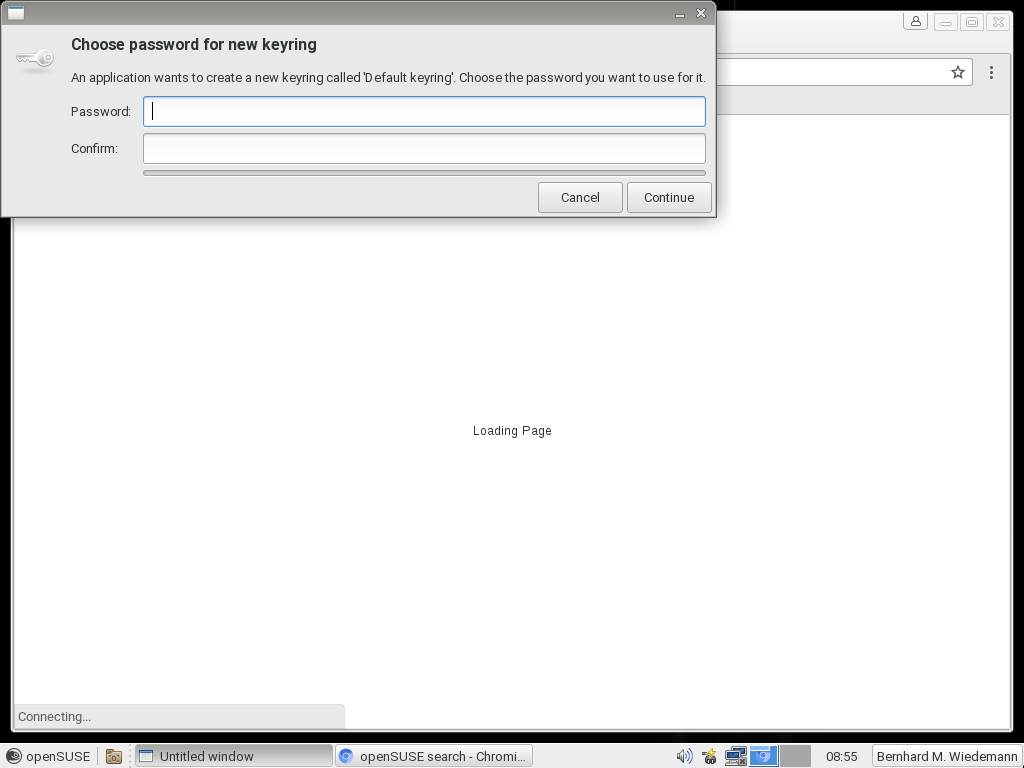 Choose password for new keyring
An application wants to create a new keyring called 'Default keyring'. Choose the password you want to use for it.
Password:
Confirm:
Cancel
Continue
Loading Page
Connecting...
openSUSE
Untitled window
openSUSE search - Chromi...
08:55
Bernhard M. Wiedemann